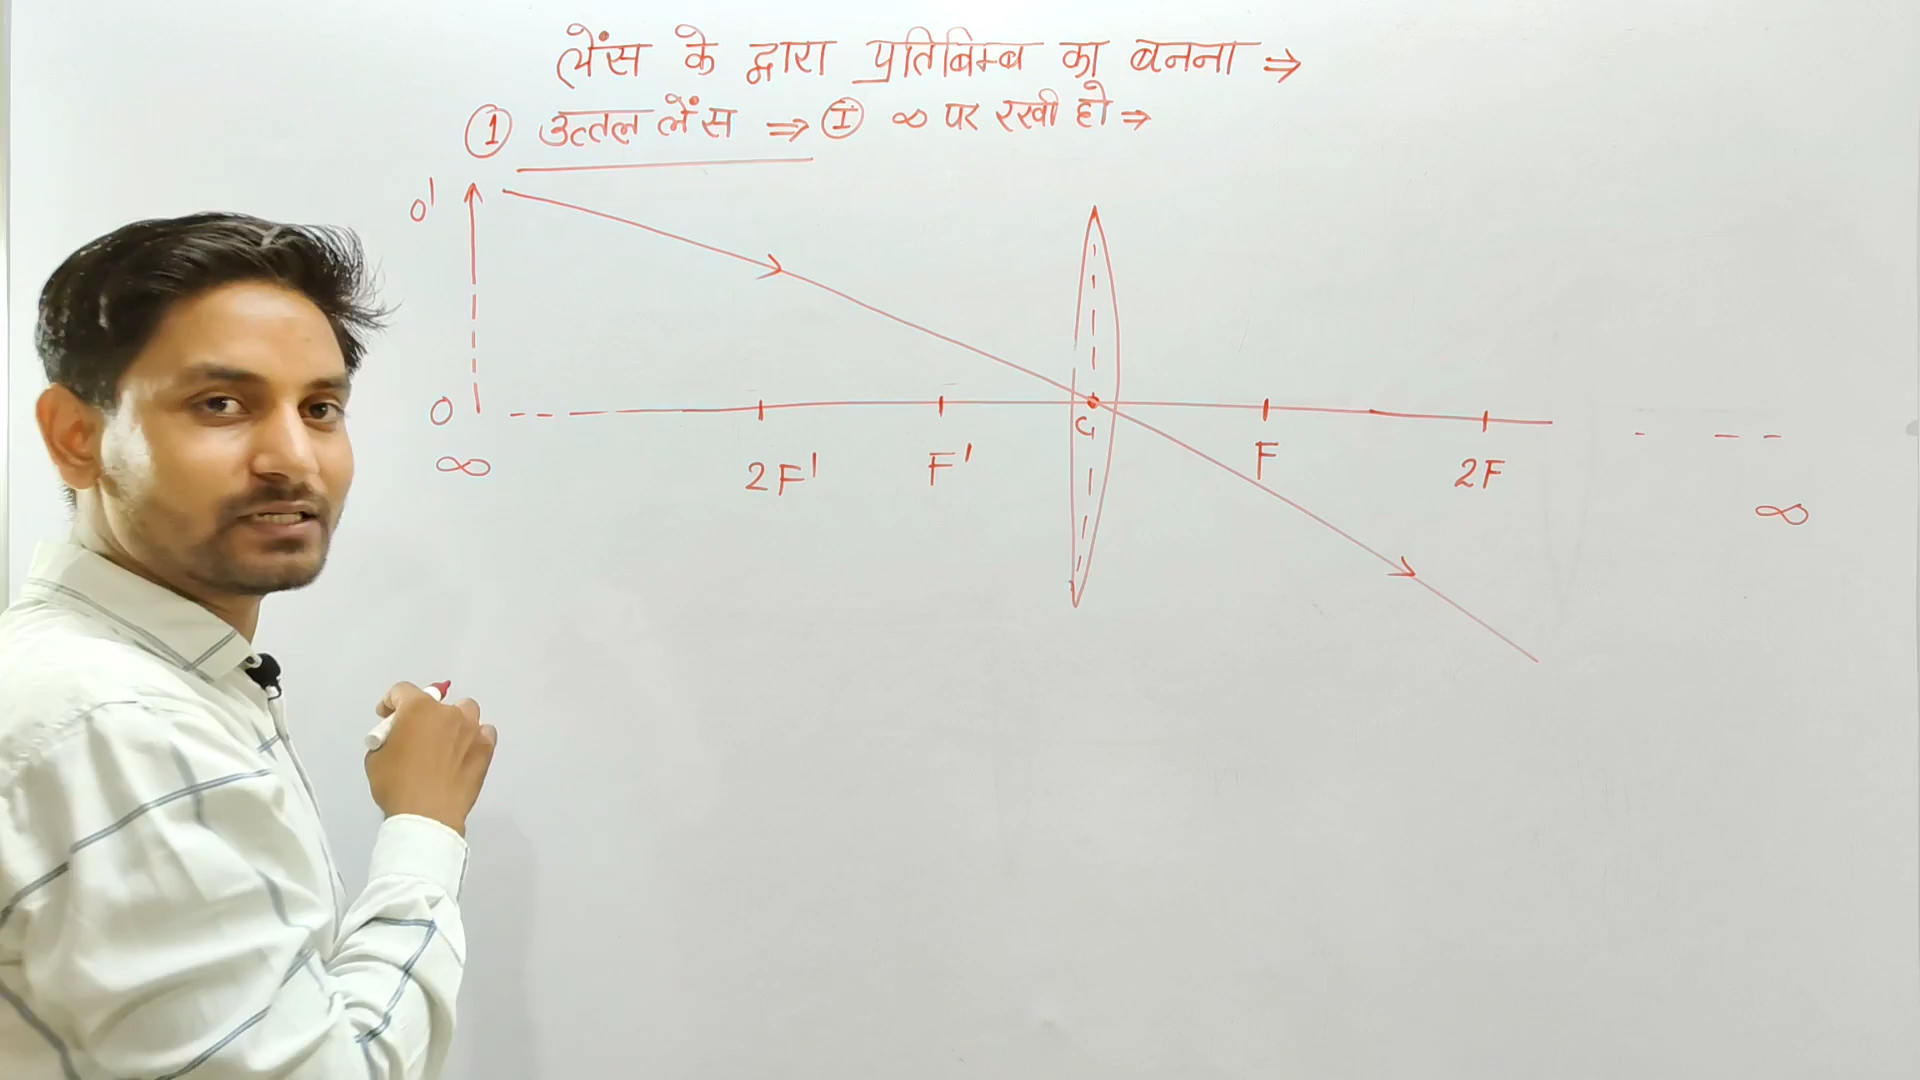 लेंस के द्वारा प्रतिबिम्ब का बनना ⇒
① उत्तल लेंस ⇒ Ⓘ ∞ पर रखी हो ⇒
O'
O
∞
2F'
F'
C
F
2F
∞